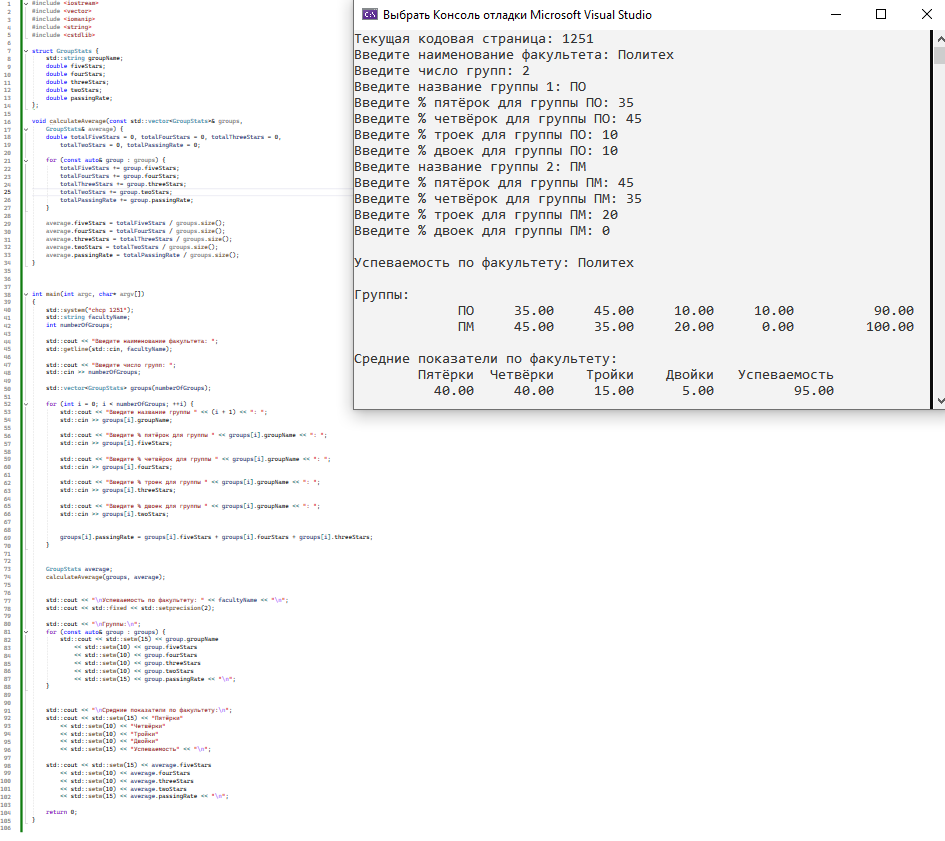 #include <iostream>
#include <vector>
#include <iomanip>
#include <string>
#include <cstdlib>
struct GroupStats {
std::string groupName;
double fiveStars;
double fourStars;
double threeStars;
double twoStars;
double passingRate;
};
void calculateAverage(const std::vector<GroupStats>& groups,
GroupStats& average) {
double totalFiveStars = 0, totalFourStars = 0, totalThreeStars = 0,
totalTwoStars = 0, totalPassingRate = 0;
for (const auto& group : groups) {
totalFiveStars += group.fiveStars;
totalFourStars += group.fourStars;
totalThreeStars += group.threeStars;
totalTwoStars += group.twoStars;
totalPassingRate += group.passingRate;
}
average.fiveStars = totalFiveStars / groups.size();
average.fourStars = totalFourStars / groups.size();
average.threeStars = totalThreeStars / groups.size();
average.twoStars = totalTwoStars / groups.size();
average.passingRate = totalPassingRate / groups.size();
}
int main(int argc, char* argv[])
{
std::system("chcp 1251");
std::string facultyName;
int numberOfGroups;
std::cout << "Введите наименование факультета: ";
std::getline(std::cin, facultyName);
std::cout << "Введите число групп: ";
std::cin >> numberOfGroups;
std::vector<GroupStats> groups(numberOfGroups);
for (int i = 0; i < numberOfGroups; ++i) {
std::cout << "Введите название группы " << (i + 1) << ": ";
std::cin >> groups[i].groupName;
std::cout << "Введите % пятёрок для группы " << groups[i].groupName << ": ";
std::cin >> groups[i].fiveStars;
std::cout << "Введите % четвёрок для группы " << groups[i].groupName << ": ";
std::cin >> groups[i].fourStars;
std::cout << "Введите % троек для группы " << groups[i].groupName << ": ";
std::cin >> groups[i].threeStars;
std::cout << "Введите % двоек для группы " << groups[i].groupName << ": ";
std::cin >> groups[i].twoStars;
groups[i].passingRate = groups[i].fiveStars + groups[i].fourStars + groups[i].threeStars;
}
GroupStats average;
calculateAverage(groups, average);
std::cout << "\nУспеваемость по факультету: " << facultyName << "\n";
std::cout << std::fixed << std::setprecision(2);
std::cout << "\nГруппы:\n";
for (const auto& group : groups) {
std::cout << std::setw(15) << group.groupName
<< std::setw(10) << group.fiveStars
<< std::setw(10) << group.fourStars
<< std::setw(10) << group.threeStars
<< std::setw(10) << group.twoStars
<< std::setw(15) << group.passingRate << "\n";
}
std::cout << "\nСредние показатели по факультету:\n";
std::cout << std::setw(15) << "Пятёрки"
<< std::setw(10) << "Четвёрки"
<< std::setw(10) << "Тройки"
<< std::setw(10) << "Двойки"
<< std::setw(15) << "Успеваемость" << "\n";
std::cout << std::setw(15) << average.fiveStars
<< std::setw(10) << average.fourStars
<< std::setw(10) << average.threeStars
<< std::setw(10) << average.twoStars
<< std::setw(15) << average.passingRate << "\n";
return 0;
}
Выбрать Консоль отладки Microsoft Visual Studio
Текущая кодовая страница: 1251
Введите наименование факультета: Политех
Введите число групп: 2
Введите название группы 1: ПО
Введите % пятёрок для группы ПО: 35
Введите % четвёрок для группы ПО: 45
Введите % троек для группы ПО: 10
Введите % двоек для группы ПО: 10
Введите название группы 2: ПМ
Введите % пятёрок для группы ПМ: 45
Введите % четвёрок для группы ПМ: 35
Введите % троек для группы ПМ: 20
Введите % двоек для группы ПМ: 0
Успеваемость по факультету: Политех
Группы:
ПО 35.00 45.00 10.00 10.00 90.00
ПМ 45.00 35.00 20.00 0.00 100.00
Средние показатели по факультету:
Пятёрки Четвёрки Тройки Двойки Успеваемость
40.00 40.00 15.00 5.00 95.00